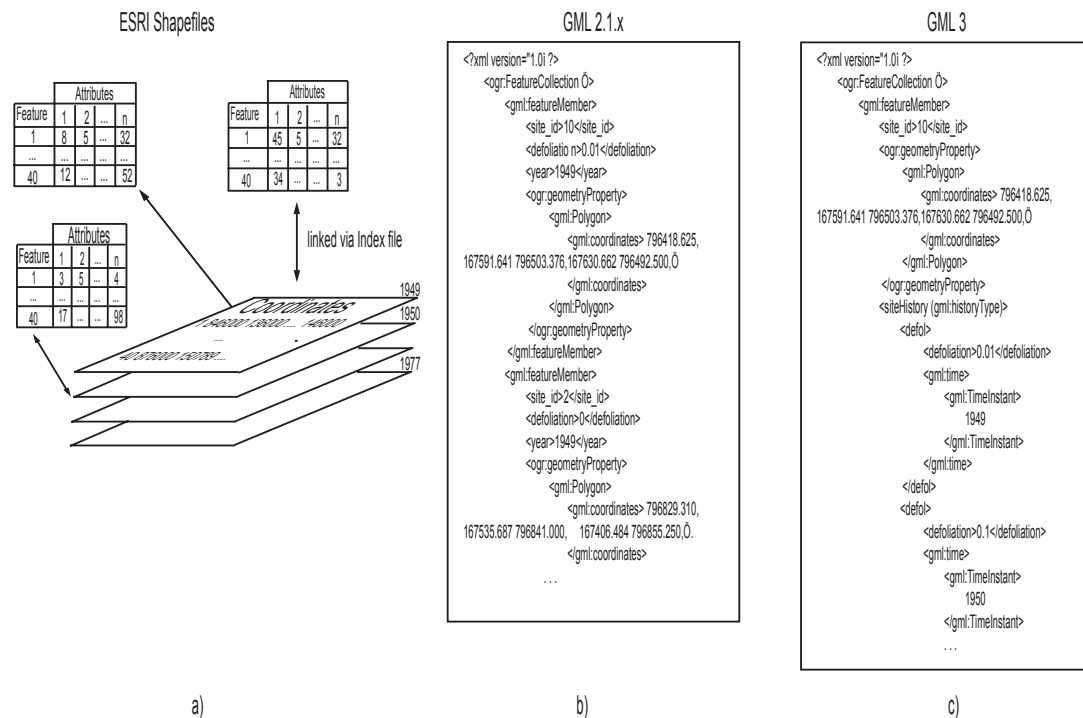 ESRI Shapefiles
Attributes
Feature 1 2 ... n
1 8 5 ... 32
... ... ... ... ...
40 12 ... ... 52
Attributes
Feature 1 2 ... n
1 45 5 ... 32
... ... ... ... ...
40 34 ... ... 3
linked via Index file
Attributes
Feature 1 2 ... n
1 3 5 ... 4
... ... ... ... ...
40 17 ... ... 98
Coordinates
...
1949
1950
1977
a)
GML 2.1.x
<?xml version="1.0ì ?>
<ogr:FeatureCollection Õ>
<gml:featureMember>
<site_id>10</site_id>
<defoliatio n>0.01</defoliation>
<year>1949</year>
<ogr:geometryProperty>
<gml:Polygon>
<gml:coordinates> 796418.625,
167591.641 796503.376,167630.662 796492.500,Õ
</gml:coordinates>
</gml:Polygon>
</ogr:geometryProperty>
</gml:featureMember>
<gml:featureMember>
<site_id>2</site_id>
<defoliation>0</defoliation>
<year>1949</year>
<ogr:geometryProperty>
<gml:Polygon>
<gml:coordinates> 796829.310,
167535.687 796841.000, 167406.484 796855.250,Õ.
</gml:coordinates>
. . .
b)
GML 3
<?xml version="1.0ì ?>
<ogr:FeatureCollection Õ>
<gml:featureMember>
<site_id>10</site_id>
<ogr:geometryProperty>
<gml:Polygon>
<gml:coordinates> 796418.625,
167591.641 796503.376,167630.662 796492.500,Õ
</gml:coordinates>
</gml:Polygon>
</ogr:geometryProperty>
<siteHistory (gml:historyType)>
<defol>
<defoliation>0.01</defoliation>
<gml:time>
<gml:TimeInstant>
1949
</gml:TimeInstant>
</gml:time>
</defol>
<defol>
<defoliation>0.1</defoliation>
<gml:time>
<gml:TimeInstant>
1950
</gml:TimeInstant>
. . .
c)